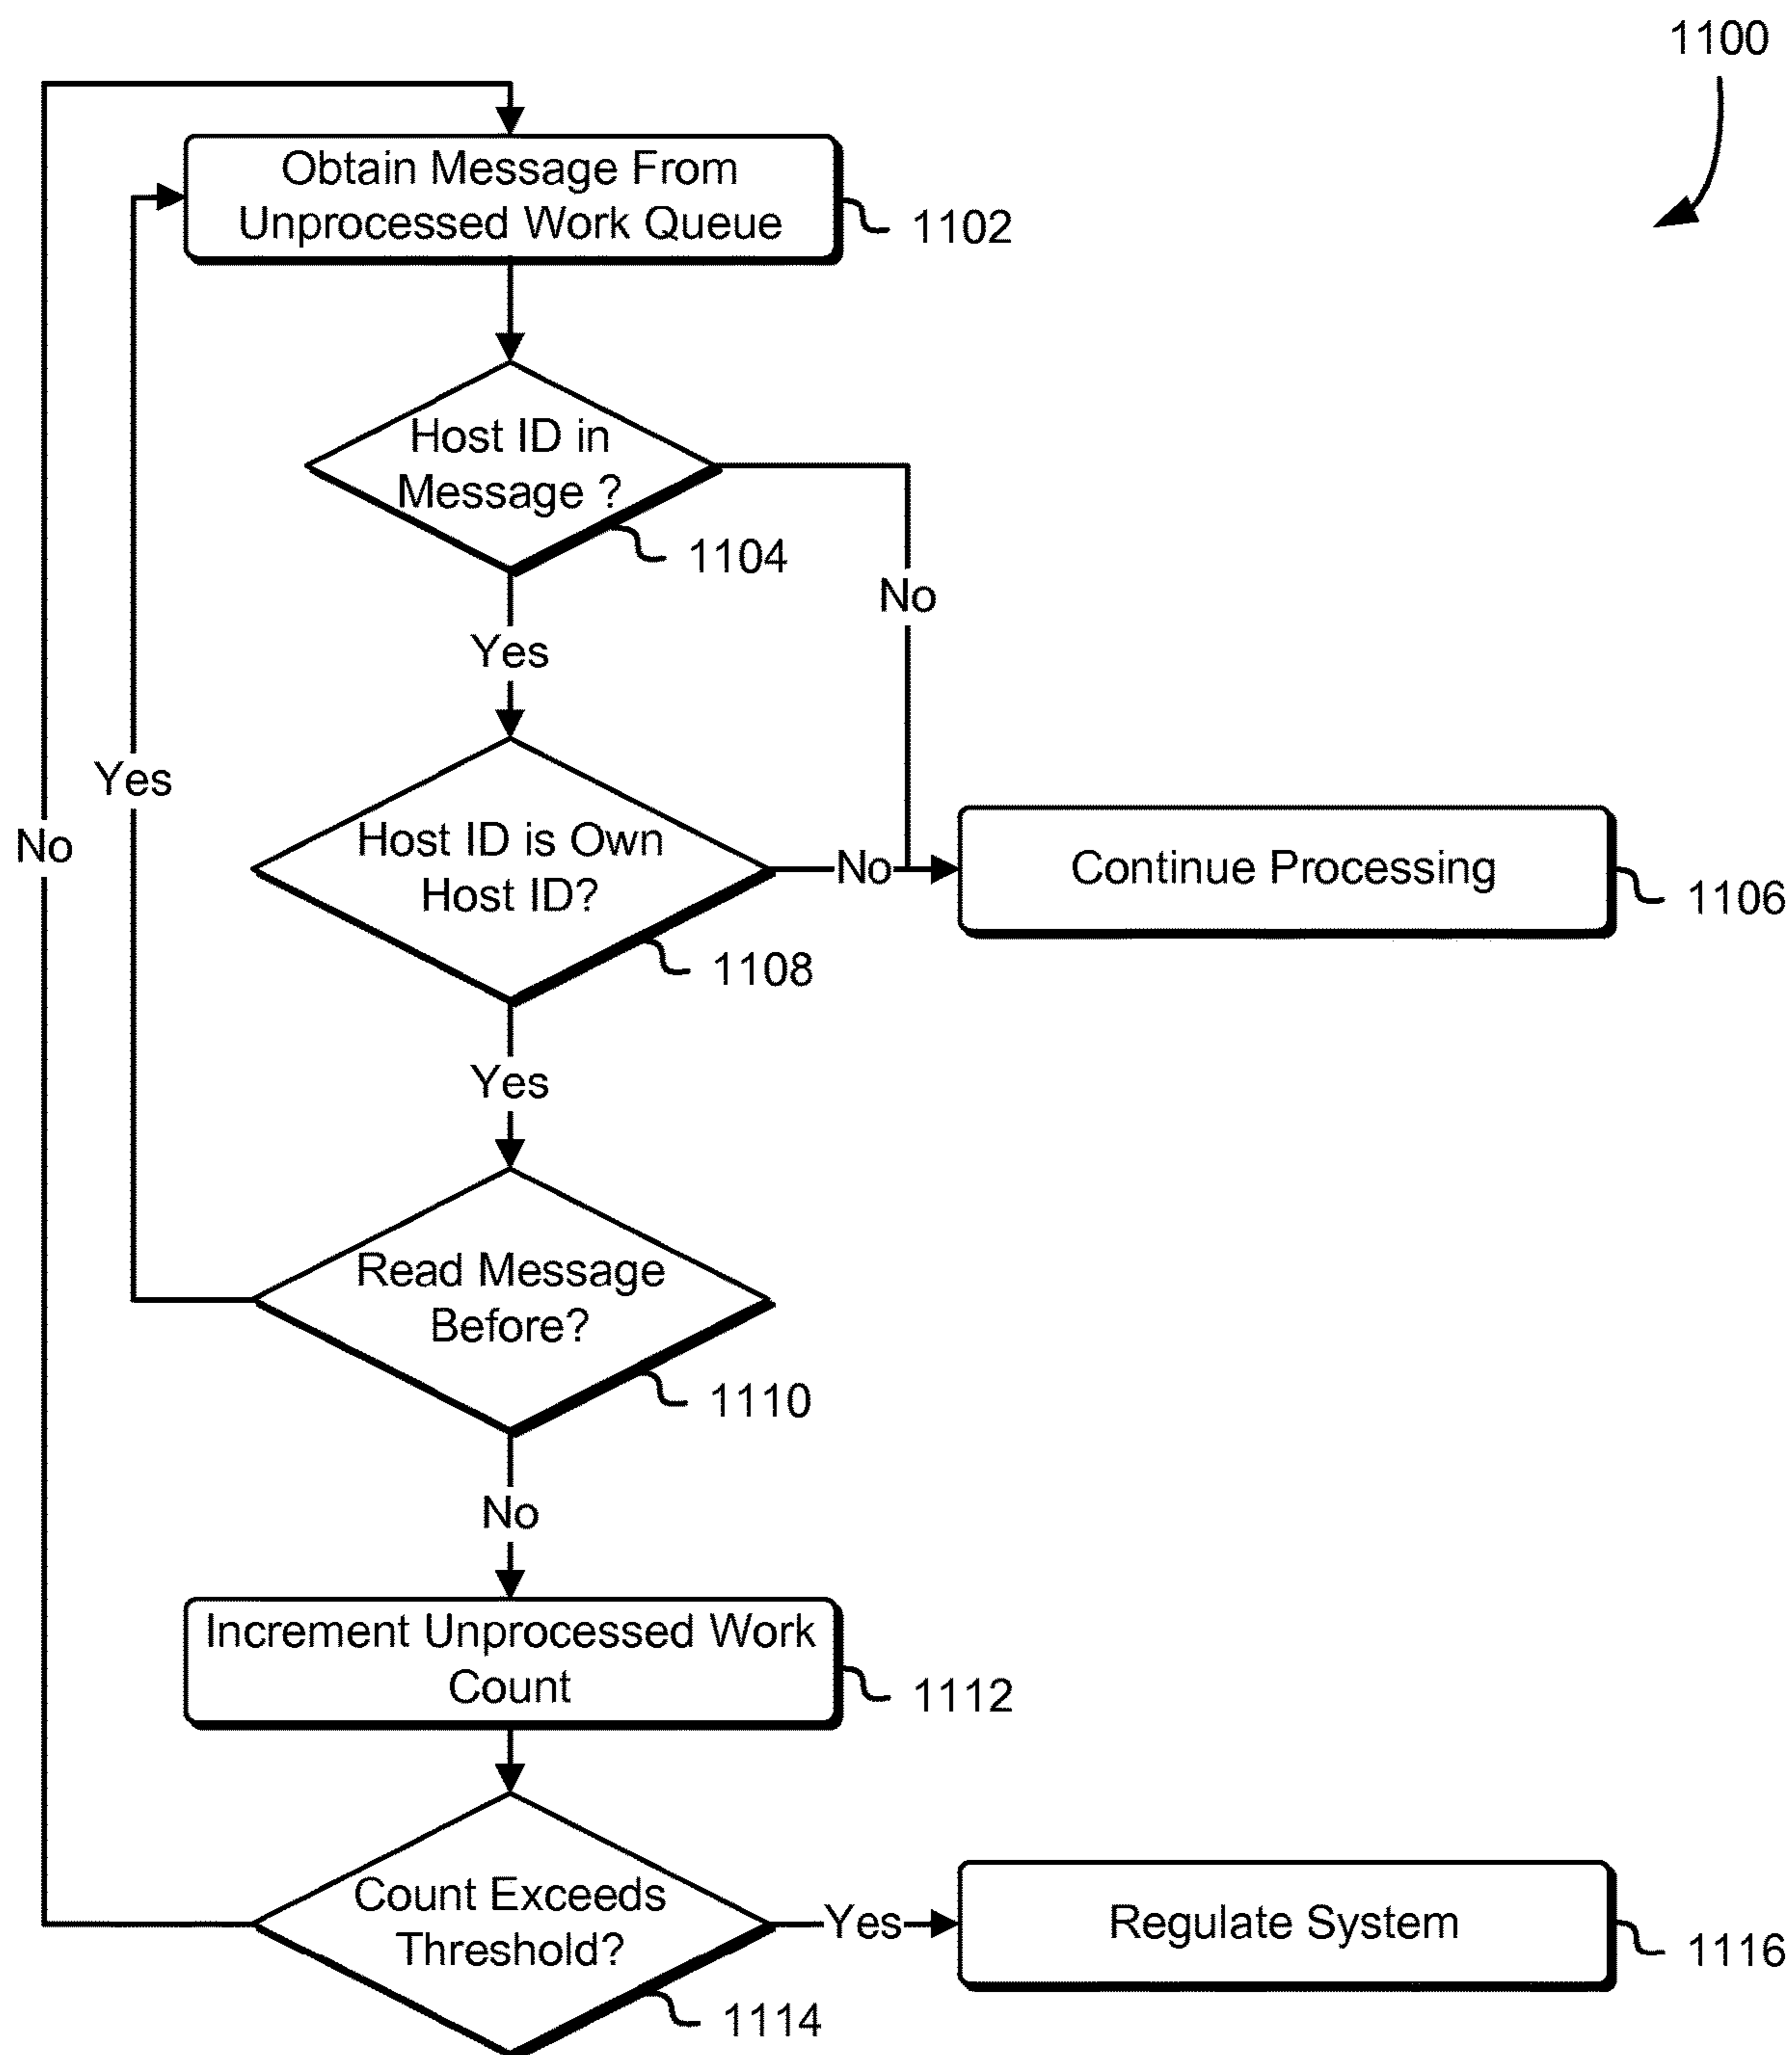 1100
Obtain Message From
Unprocessed Work Queue
1102
Host ID in
Message ?
1104
No
Yes
Yes
No
Host ID is Own
Host ID?
No
Continue Processing
1106
1108
Yes
Read Message
Before?
1110
No
Increment Unprocessed Work
Count
1112
Count Exceeds
Threshold?
Yes
Regulate System
1116
1114